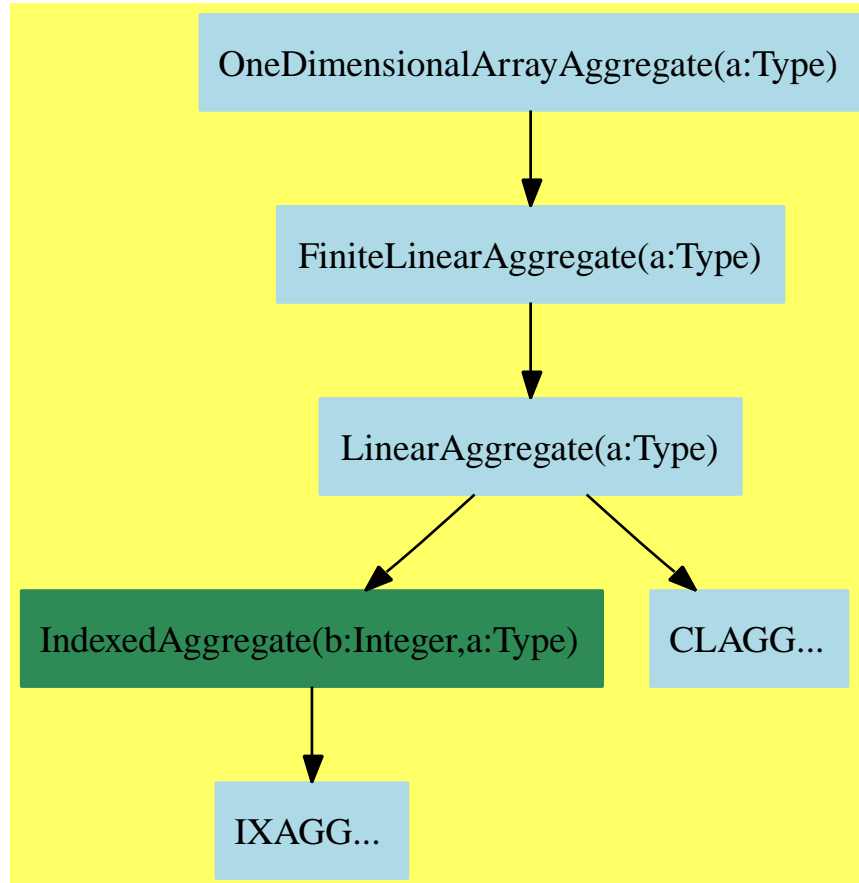 OneDimensionalArrayAggregate(a:Type)
FiniteLinearAggregate(a:Type)
LinearAggregate(a:Type)
IndexedAggregate(b:Integer,a:Type)
CLAGG...
IXAGG...